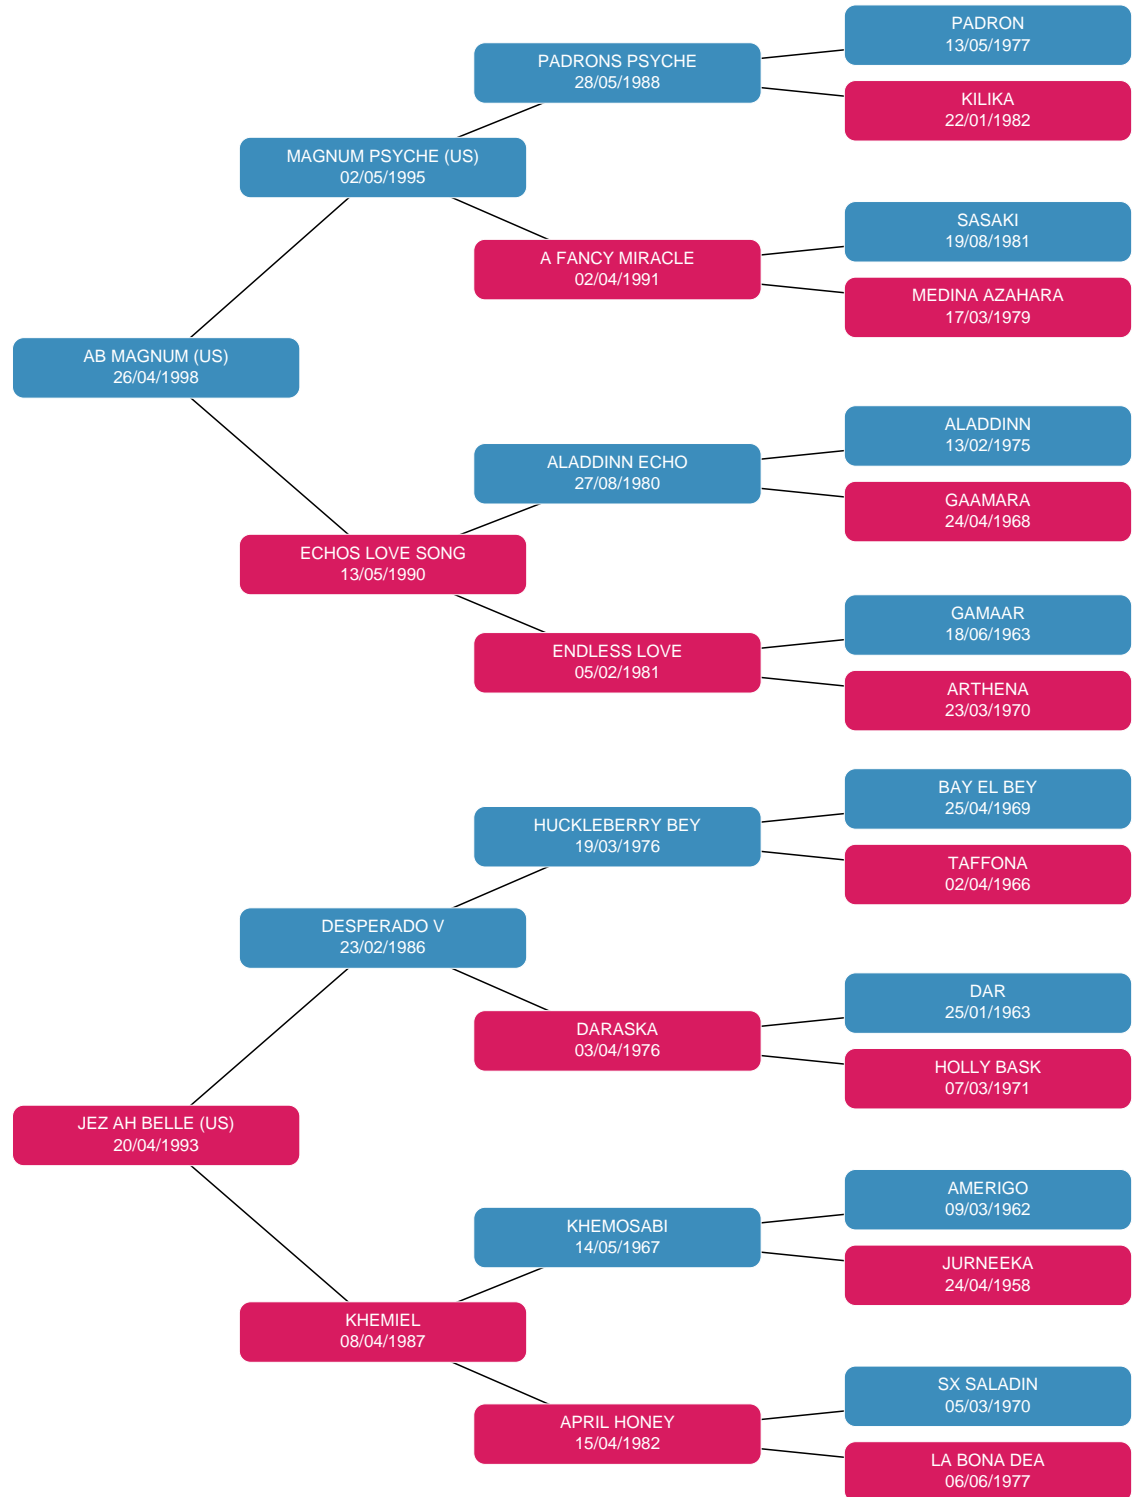 PADRON
13/05/1977
PADRONS PSYCHE
28/05/1988
KILIKA
22/01/1982
MAGNUM PSYCHE (US)
02/05/1995
SASAKI
19/08/1981
A FANCY MIRACLE
02/04/1991
MEDINA AZAHARA
17/03/1979
AB MAGNUM (US)
26/04/1998
ALADDINN
13/02/1975
ALADDINN ECHO
27/08/1980
GAAMARA
24/04/1968
ECHOS LOVE SONG
13/05/1990
GAMAAR
18/06/1963
ENDLESS LOVE
05/02/1981
ARTHENA
23/03/1970
BAY EL BEY
25/04/1969
HUCKLEBERRY BEY
19/03/1976
TAFFONA
02/04/1966
DESPERADO V
23/02/1986
DAR
25/01/1963
DARASKA
03/04/1976
HOLLY BASK
07/03/1971
JEZ AH BELLE (US)
20/04/1993
AMERIGO
09/03/1962
KHEMOSABI
14/05/1967
JURNEEKA
24/04/1958
KHEMIEL
08/04/1987
SX SALADIN
05/03/1970
APRIL HONEY
15/04/1982
LA BONA DEA
06/06/1977